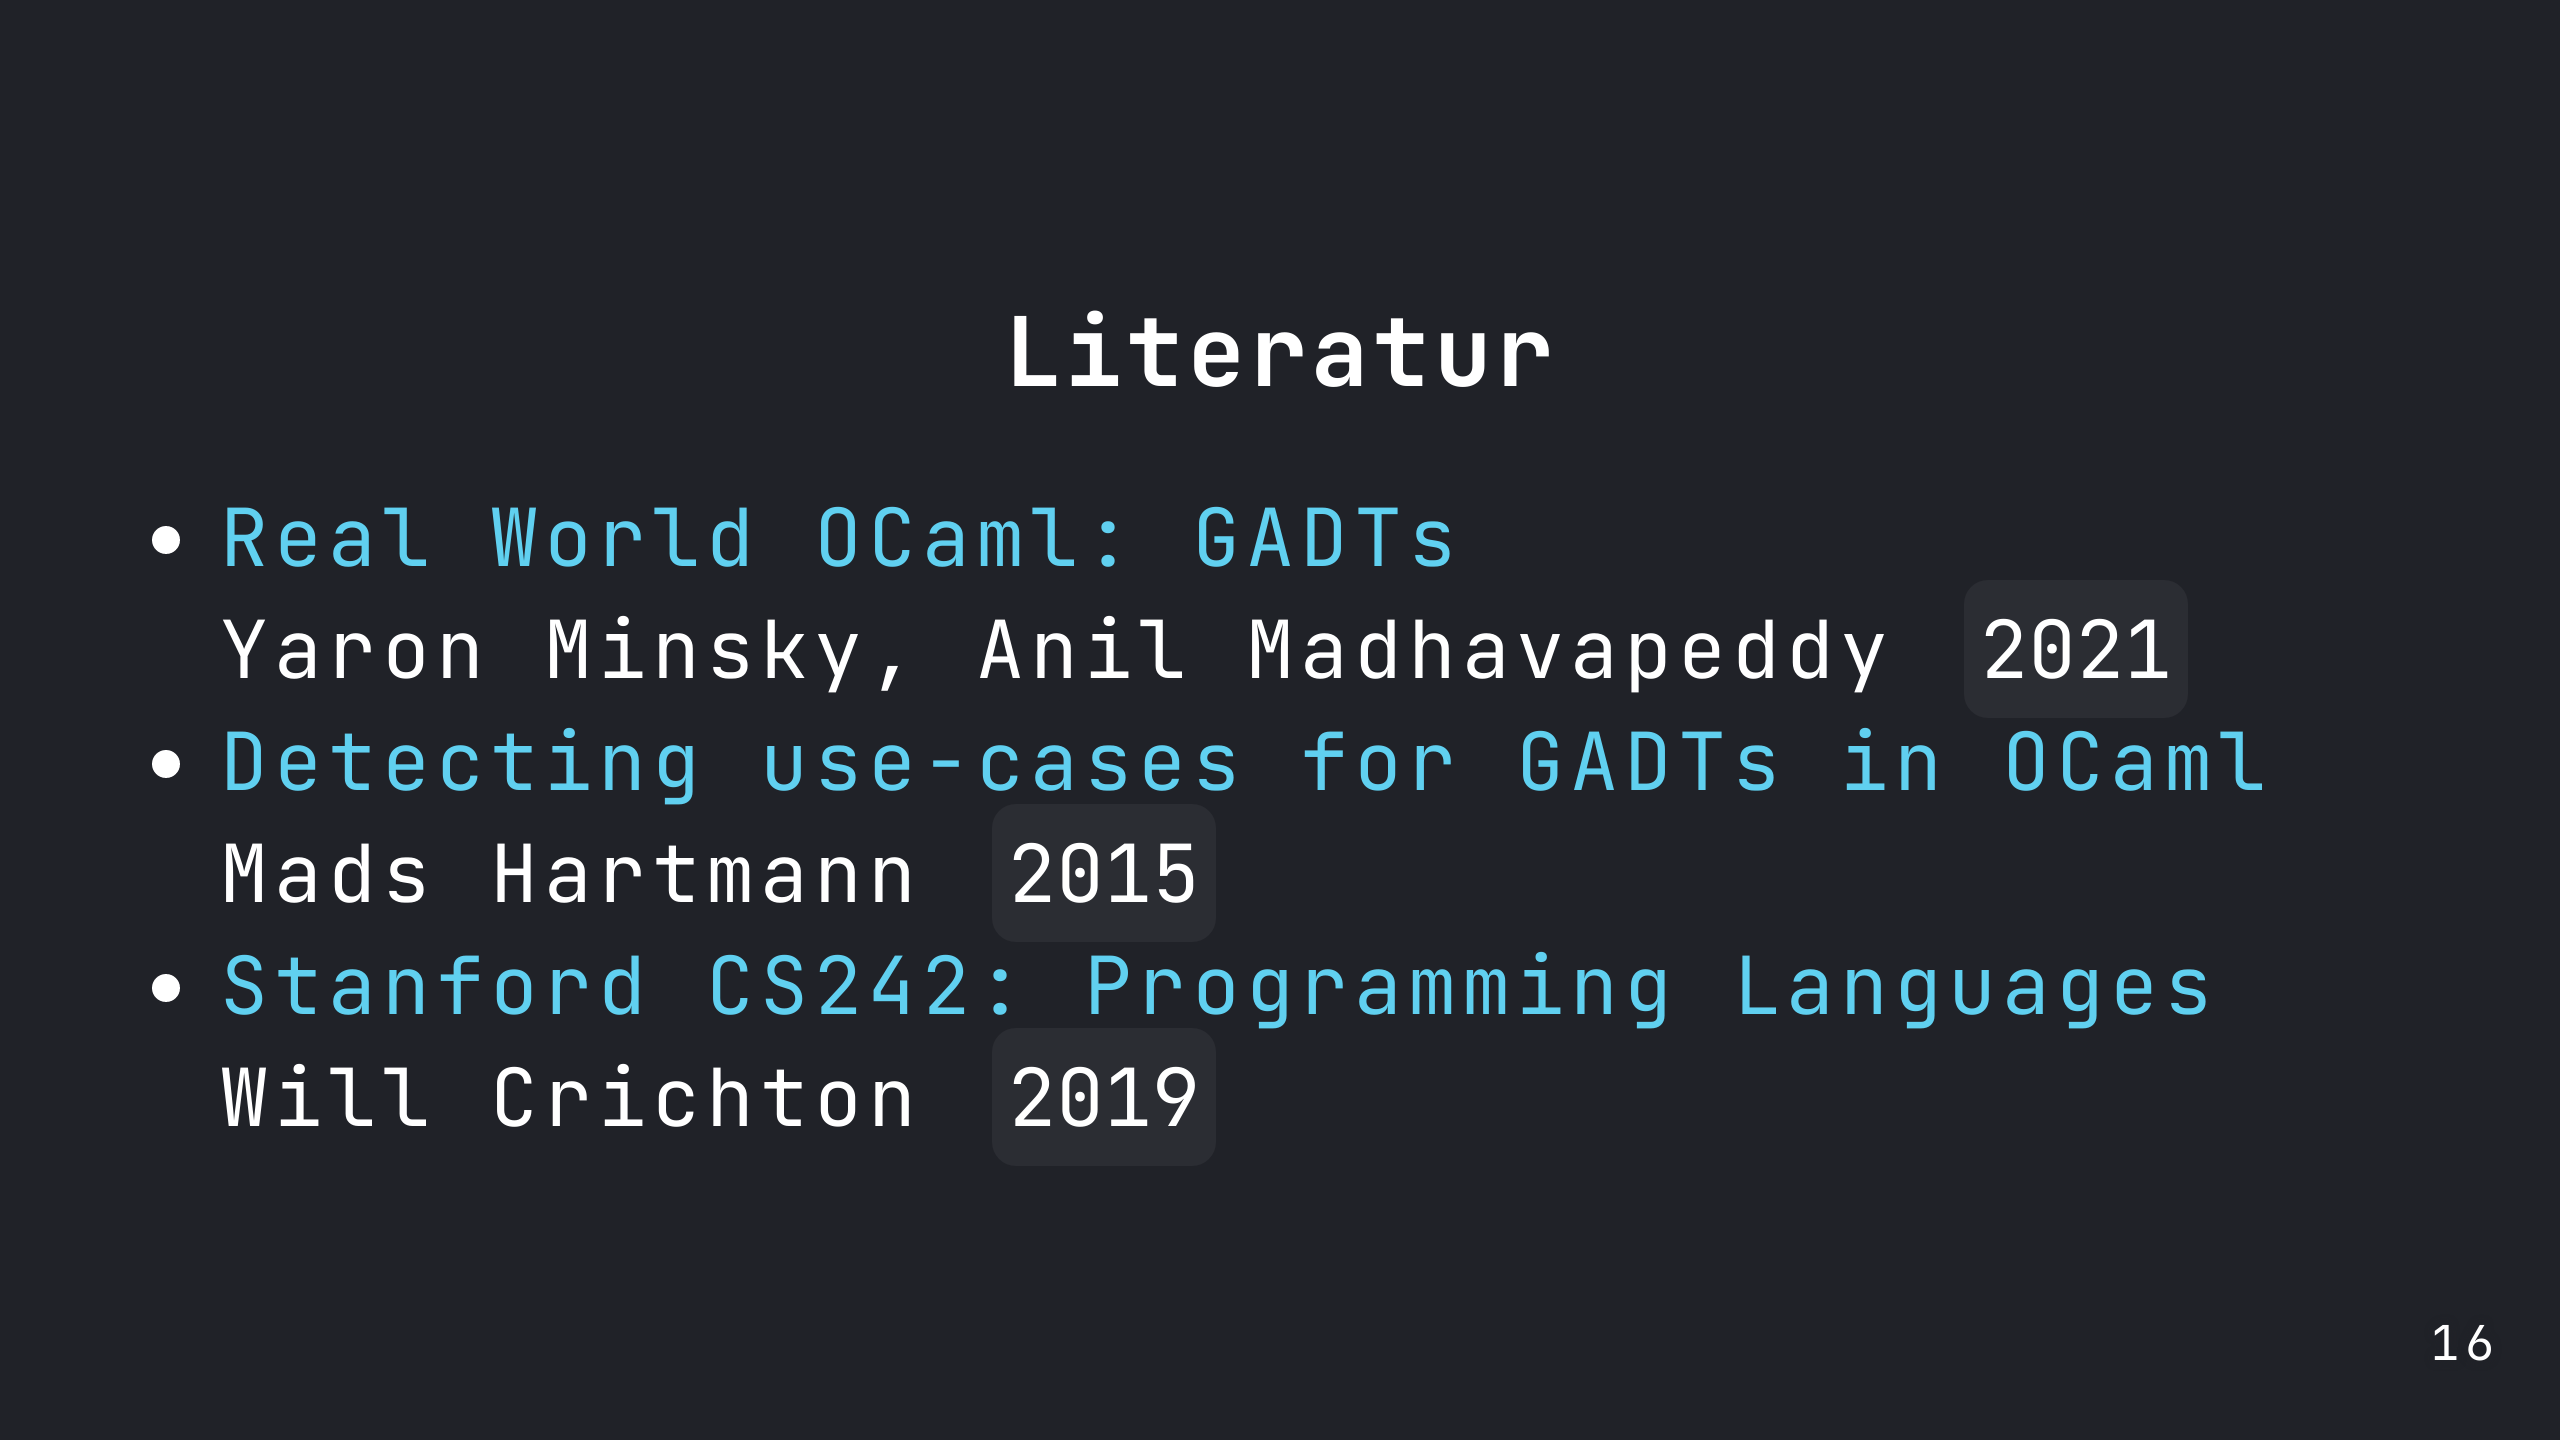 Literatur
Real World OCaml: GADTs
Yaron Minsky, Anil Madhavapeddy 2021
Detecting use-cases for GADTs in OCaml
Mads Hartmann 2015
Stanford CS242: Programming Languages
Will Crichton 2019
16